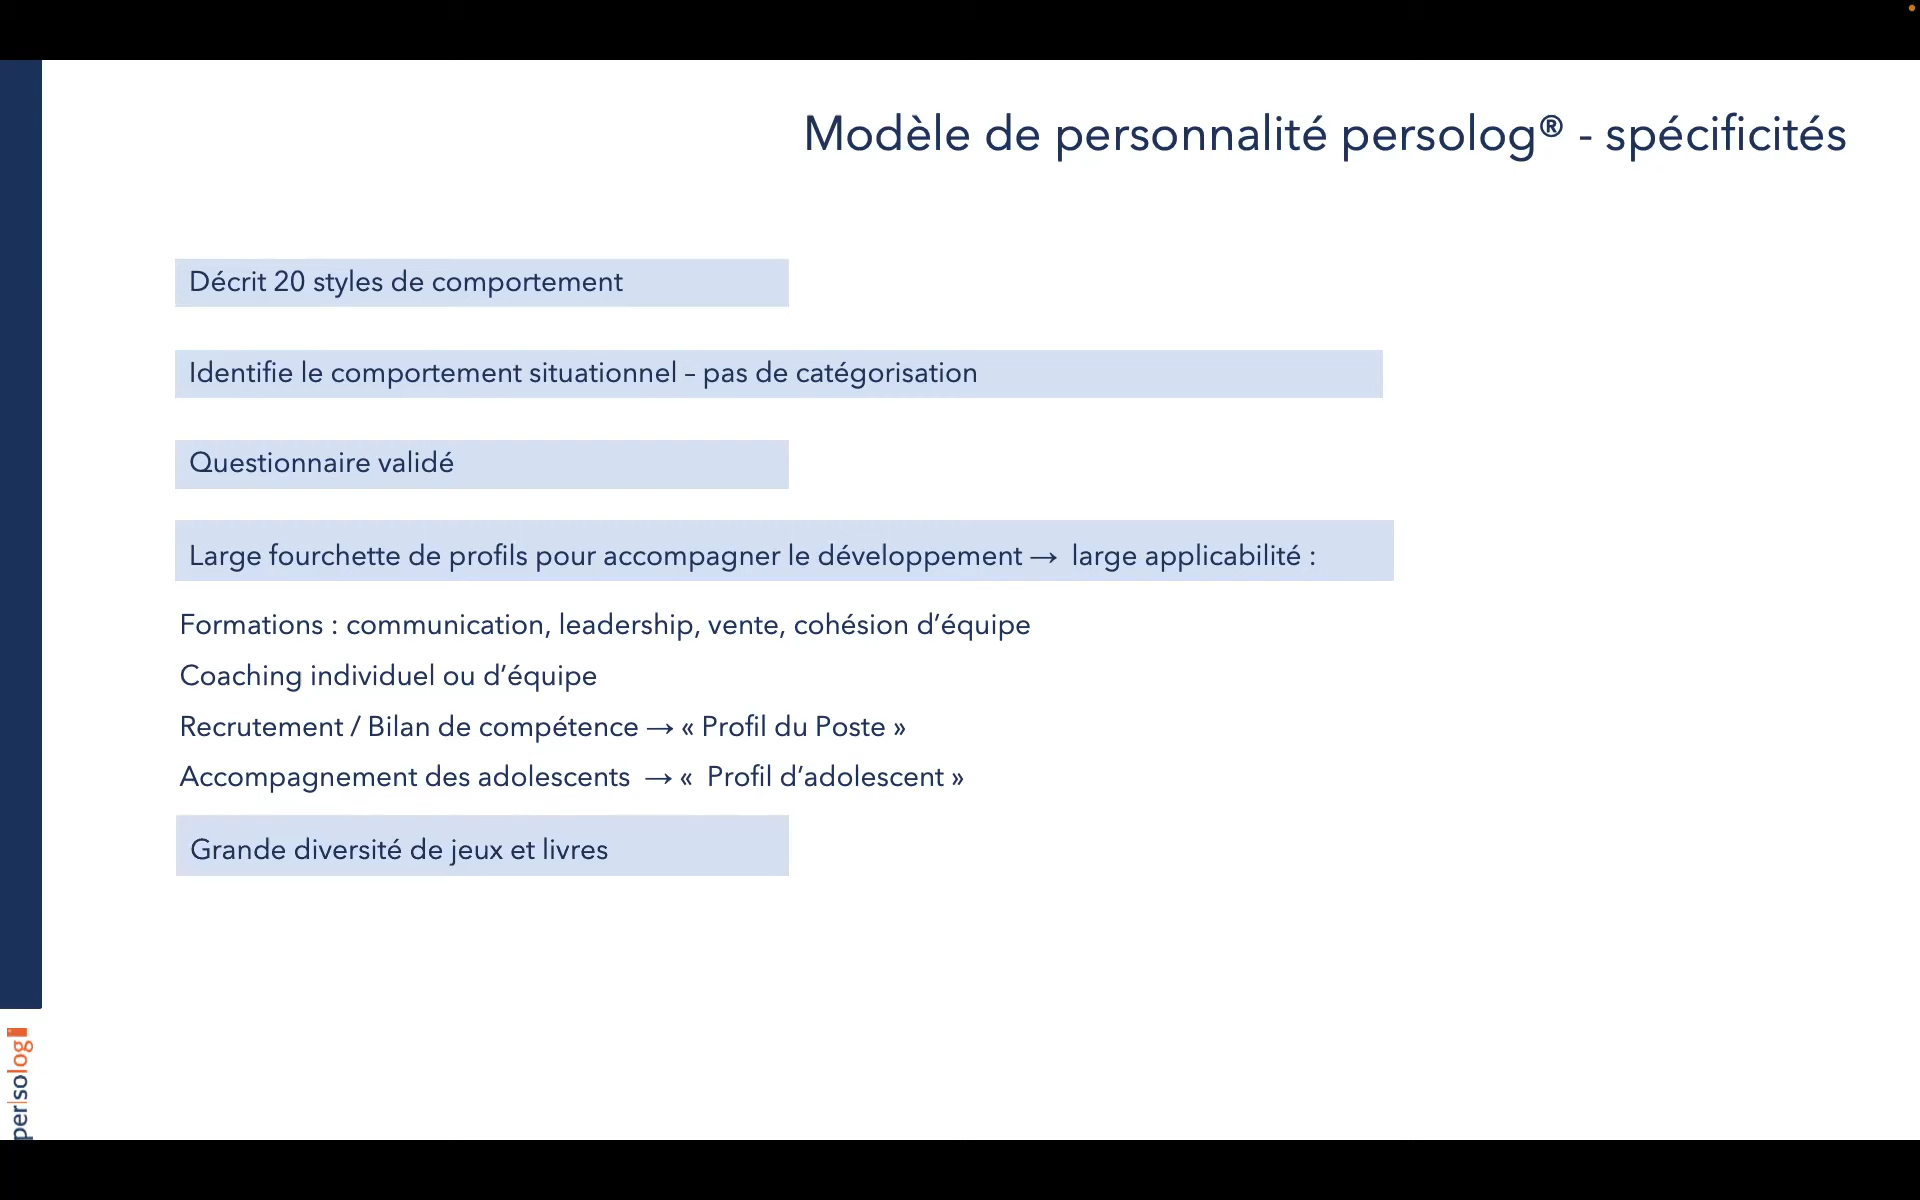 Modèle de personnalité persolog® - spécificités
Décrit 20 styles de comportement
Identifie le comportement situationnel – pas de catégorisation
Questionnaire validé
Large fourchette de profils pour accompagner le développement → large applicabilité :
Formations : communication, leadership, vente, cohésion d’équipe
Coaching individuel ou d’équipe
Recrutement / Bilan de compétence → « Profil du Poste »
Accompagnement des adolescents → « Profil d’adolescent »
Grande diversité de jeux et livres
persolog